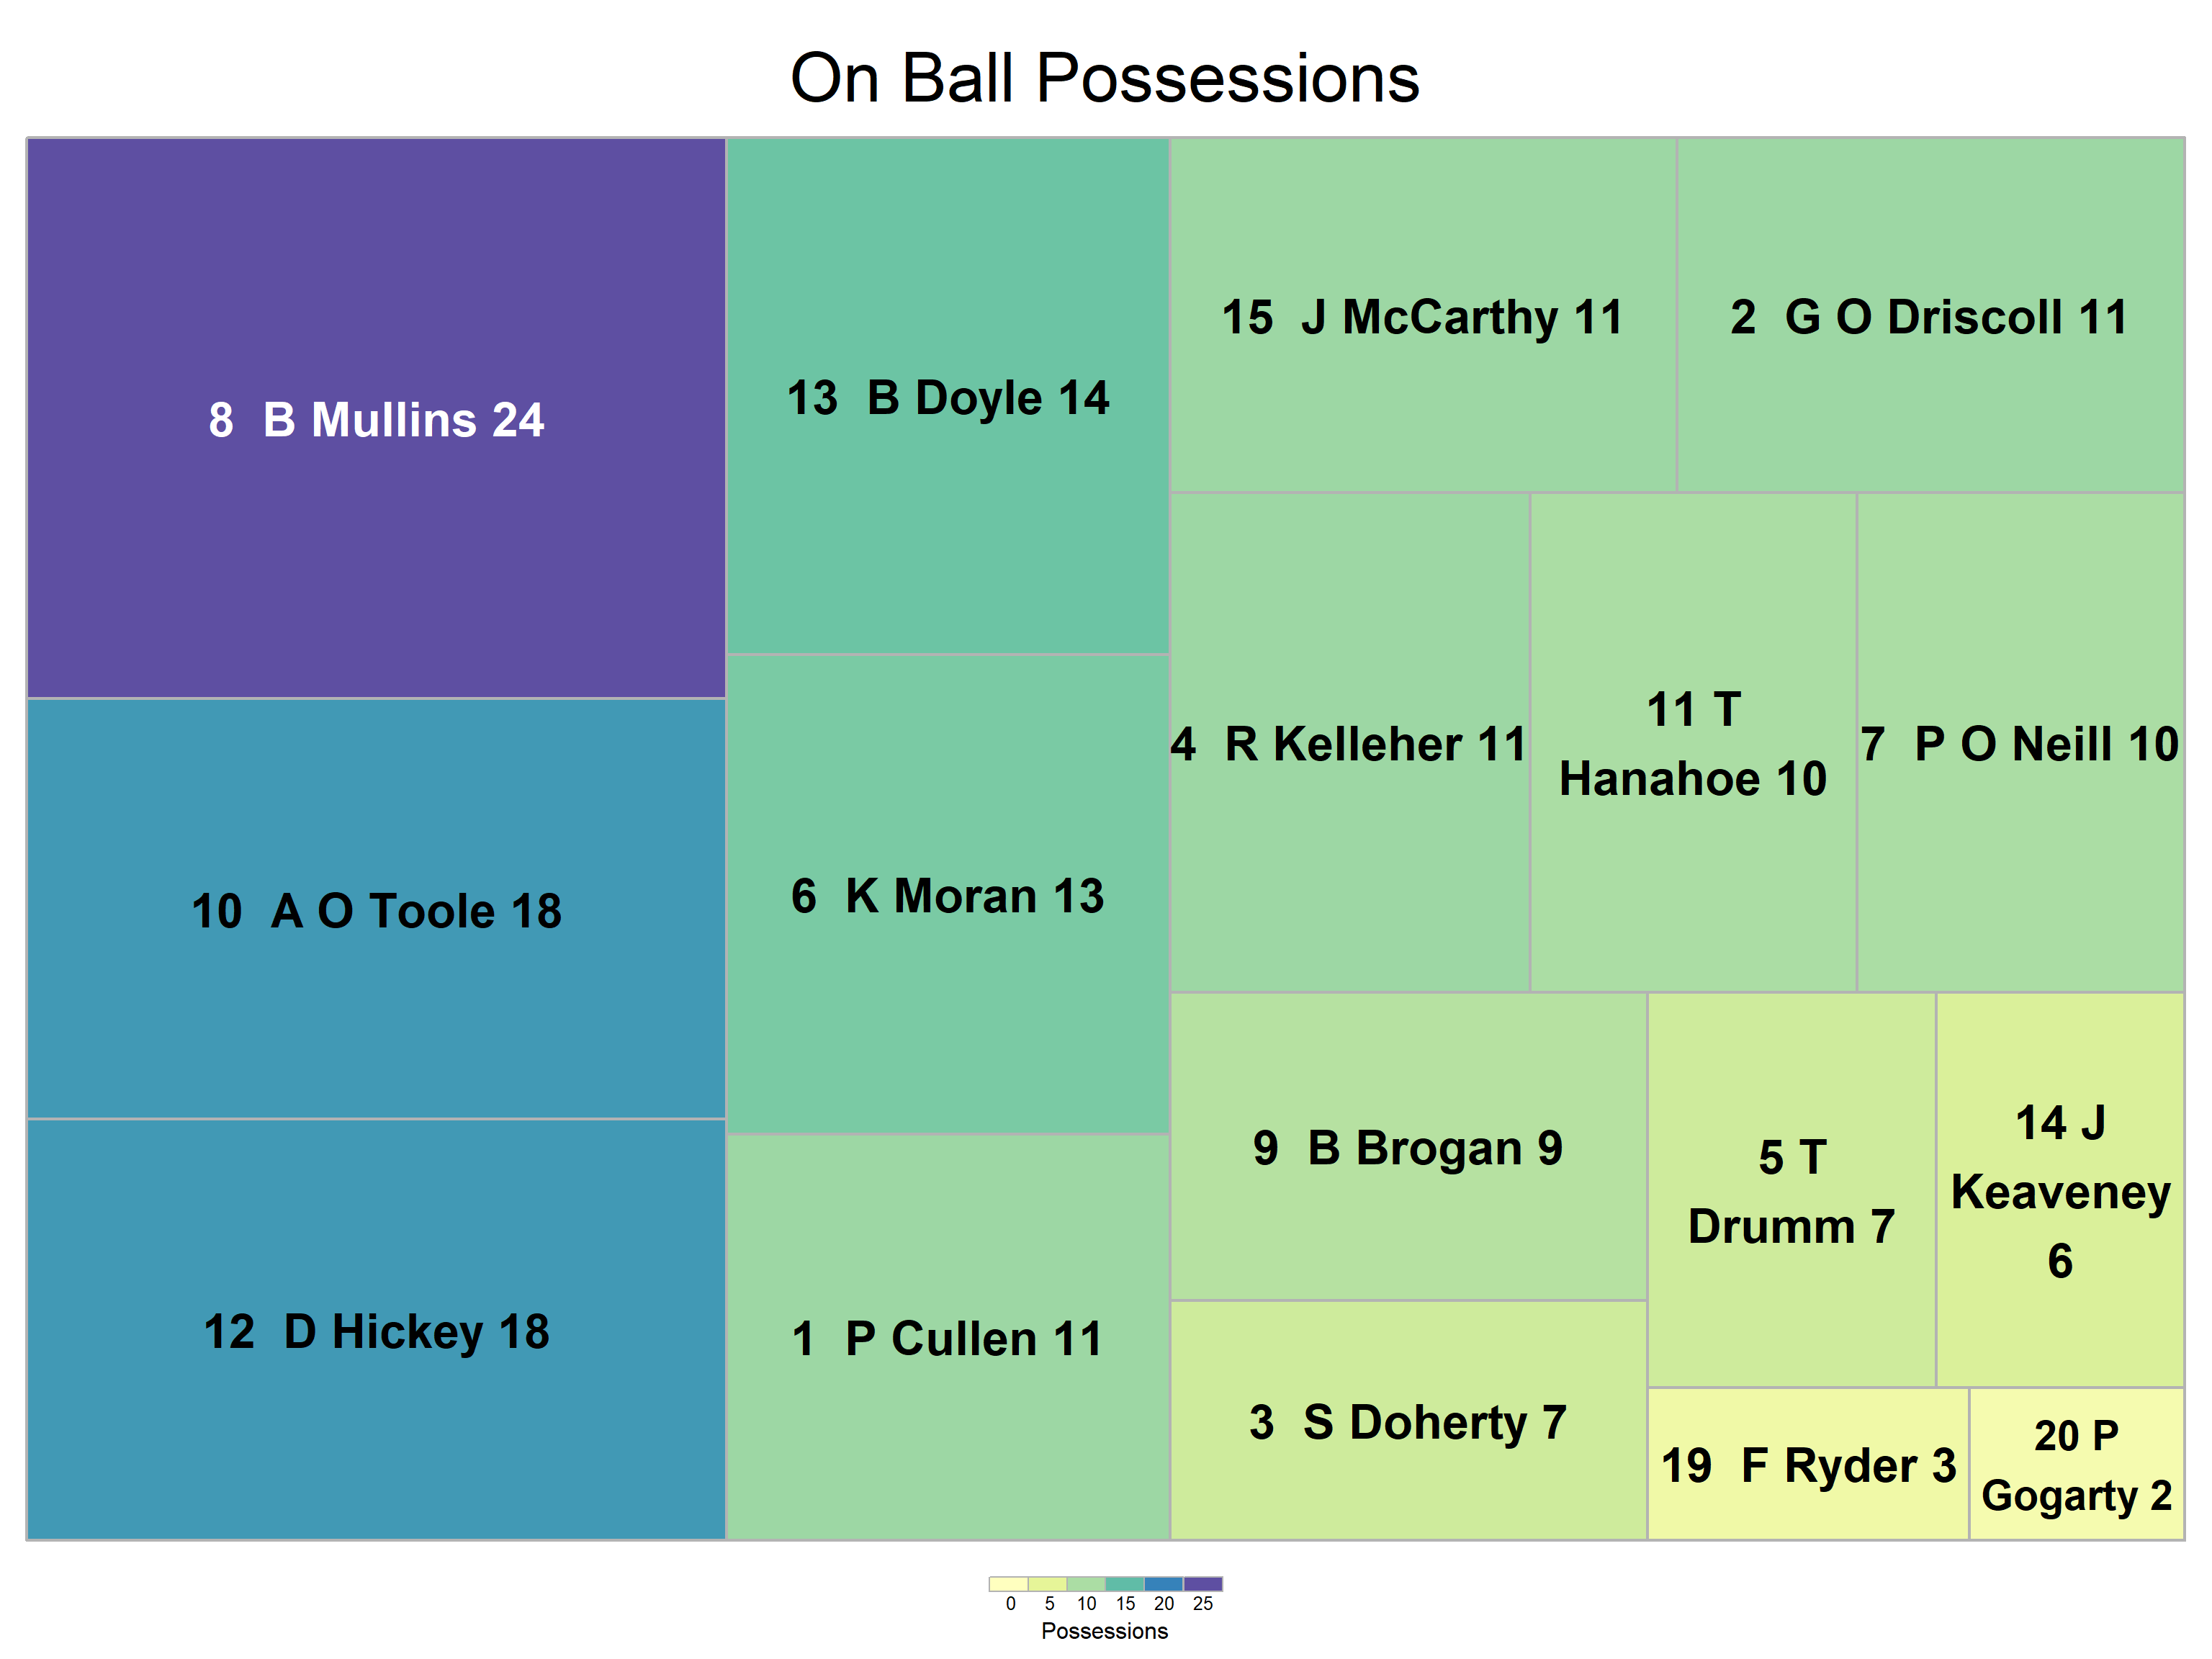 On Ball Possessions
8  B Mullins 24
10  A O Toole 18
12  D Hickey 18
13  B Doyle 14
6  K Moran 13
1  P Cullen 11
15  J McCarthy 11
2  G O Driscoll 11
4  R Kelleher 11
11 T
Hanahoe 10
7  P O Neill 10
9  B Brogan 9
3  S Doherty 7
5 T
Drumm 7
14 J
Keaveney
6
19  F Ryder 3
20 P
Gogarty 2
0 5 10 15 20 25
Possessions